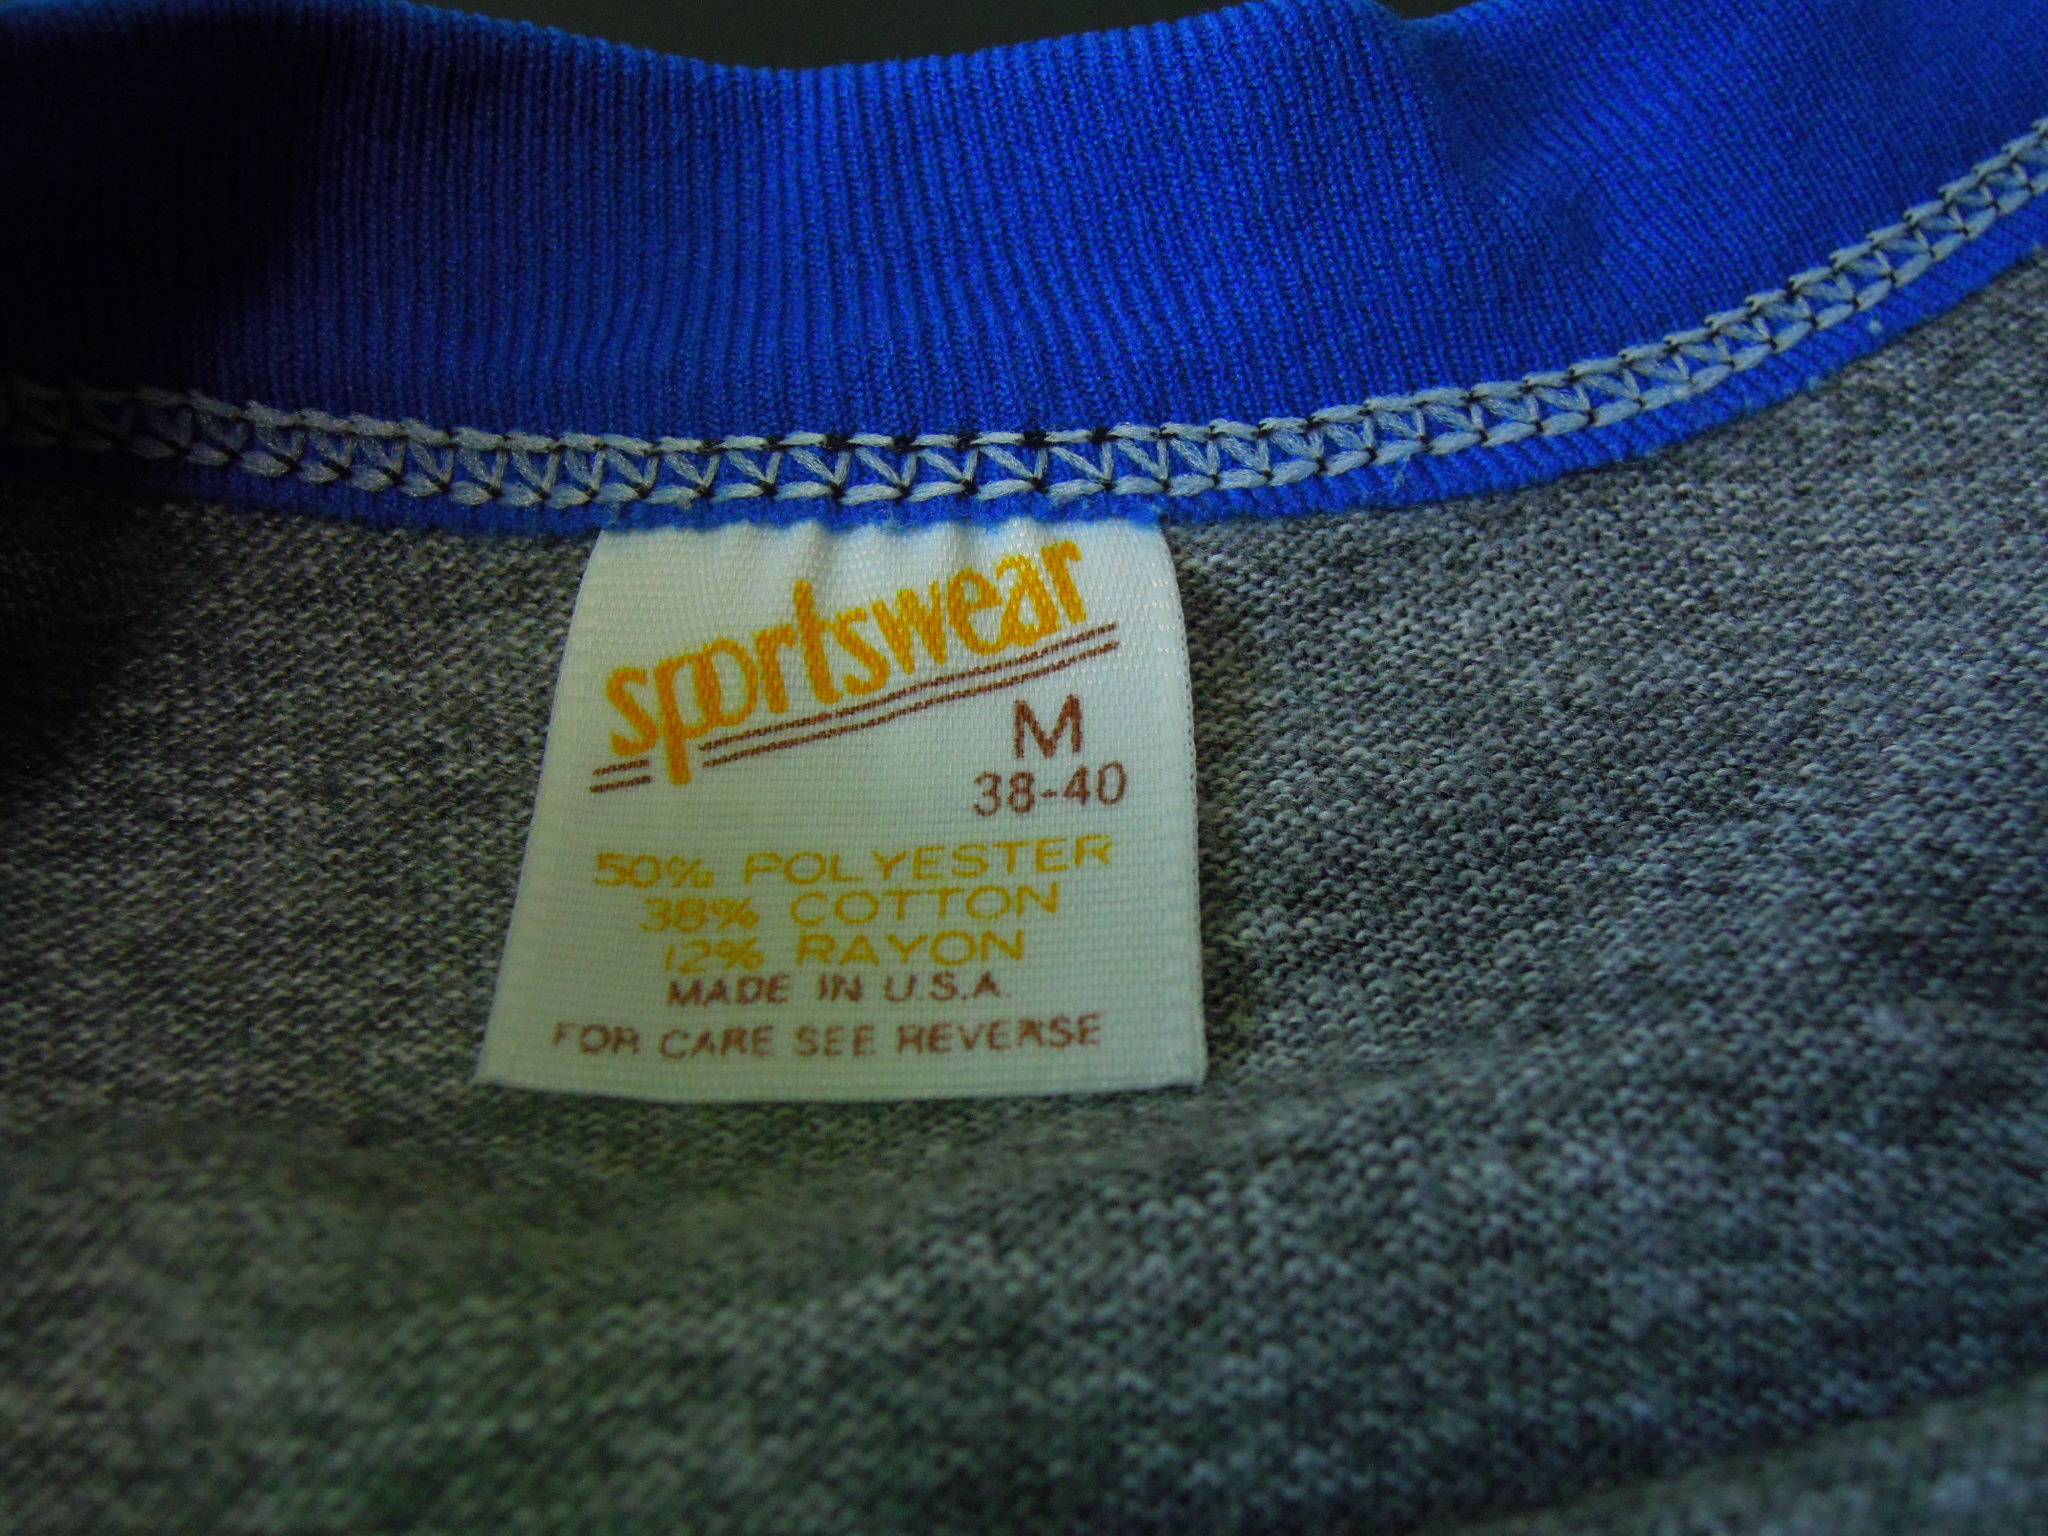 sportswear
M
38-40
50% POLYESTER
38% COTTON
12% RAYON
MADE IN U.S.A.
FOR CARE SEE REVERSE